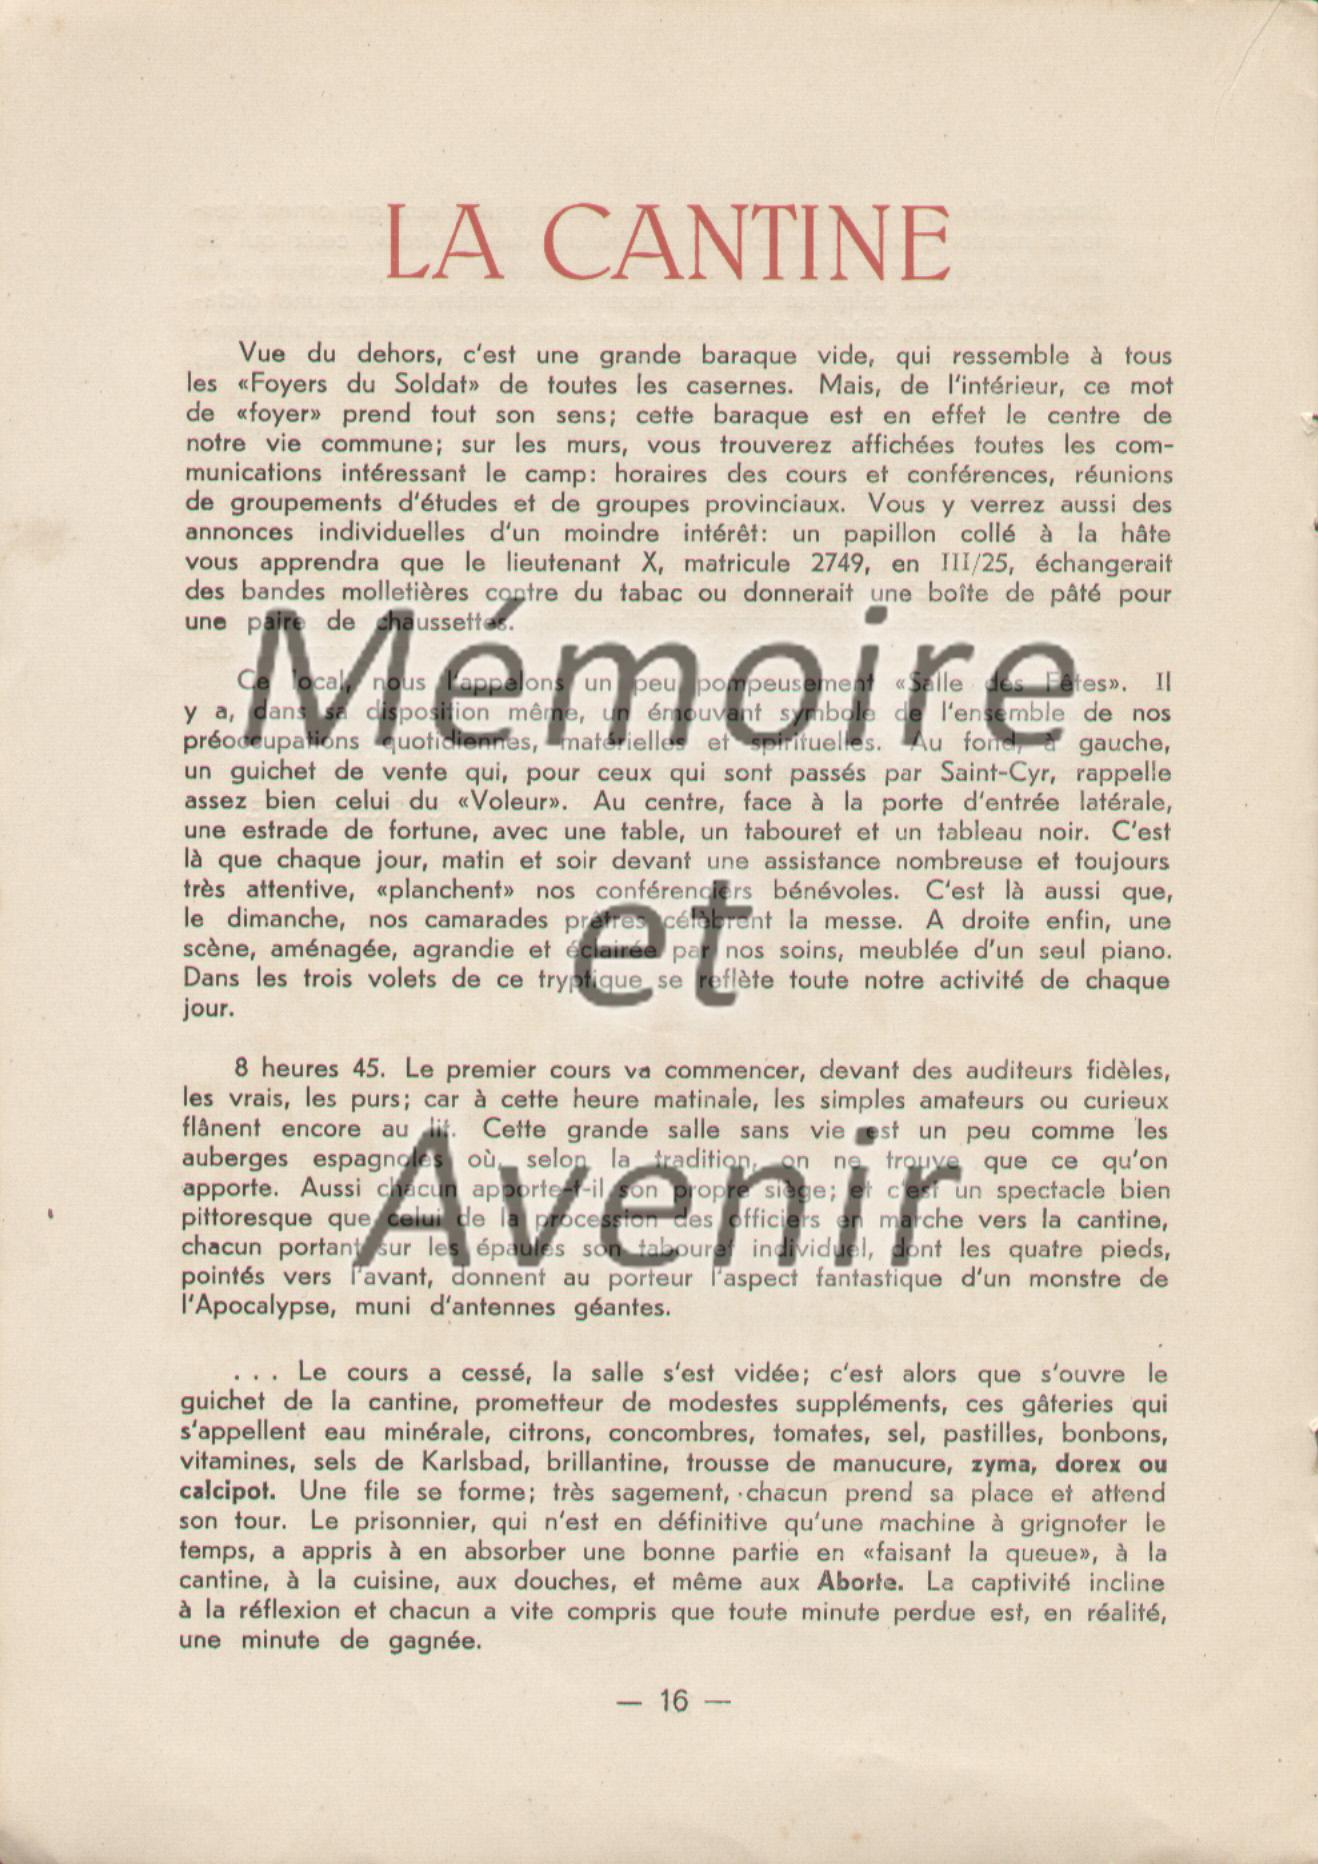 LA CANTINE
Vue du dehors, c'est une grande baraque vide, qui ressemble à tous
les «Foyers du Soldat» de toutes les casernes. Mais, de l'intérieur, ce mot
de «foyer» prend tout son sens; cette baraque est en effet le centre de
notre vie commune; sur les murs, vous trouverez affichées toutes les com-
munications intéressant le camp: horaires des cours et conférences, réunions
de groupements d'études et de groupes provinciaux. Vous y verrez aussi des
annonces individuelles d'un moindre intérêt: un papillon collé à la hâte
vous apprendra que le lieutenant X, matricule 2749, en III/25, échangerait
des bandes molletières contre du tabac ou donnerait une boîte de pâté pour
une paire de chaussettes.
Ce local, nous l'appelons un peu pompeusement «Salle des Fêtes». Il
y a, dans sa disposition même, un émouvant symbole de l'ensemble de nos
préoccupations quotidiennes, matérielles et spirituelles. Au fond, à gauche,
un guichet de vente qui, pour ceux qui sont passés par Saint-Cyr, rappelle
assez bien celui du «Voleur». Au centre, face à la porte d'entrée latérale,
une estrade de fortune, avec une table, un tabouret et un tableau noir. C'est
là que chaque jour, matin et soir devant une assistance nombreuse et toujours
très attentive, «planchent» nos conférenciers bénévoles. C'est là aussi que,
le dimanche, nos camarades prêtres célèbrent la messe. A droite enfin, une
scène, aménagée, agrandie et éclairée par nos soins, meublée d'un seul piano.
Dans les trois volets de ce tryptique se reflète toute notre activité de chaque
jour.
8 heures 45. Le premier cours va commencer, devant des auditeurs fidèles,
les vrais, les purs; car à cette heure matinale, les simples amateurs ou curieux
flânent encore au lit. Cette grande salle sans vie est un peu comme les
auberges espagnoles où, selon la tradition, on ne trouve que ce qu'on
apporte. Aussi chacun apporte-t-il son propre siège; et c'est un spectacle bien
pittoresque que celui de la procession des officiers en marche vers la cantine,
chacun portant sur les épaules son tabouret individuel, dont les quatre pieds,
pointés vers l'avant, donnent au porteur l'aspect fantastique d'un monstre de
l'Apocalypse, muni d'antennes géantes.
... Le cours a cessé, la salle s'est vidée; c'est alors que s'ouvre le
guichet de la cantine, prometteur de modestes suppléments, ces gâteries qui
s'appellent eau minérale, citrons, concombres, tomates, sel, pastilles, bonbons,
vitamines, sels de Karlsbad, brillantine, trousse de manucure, zyma, dorex ou
calcipot. Une file se forme; très sagement, chacun prend sa place et attend
son tour. Le prisonnier, qui n'est en définitive qu'une machine à grignoter le
temps, a appris à en absorber une bonne partie en «faisant la queue», à la
cantine, à la cuisine, aux douches, et même aux Aborte. La captivité incline
à la réflexion et chacun a vite compris que toute minute perdue est, en réalité,
une minute de gagnée.
— 16 —
Mémoire
et
Avenir